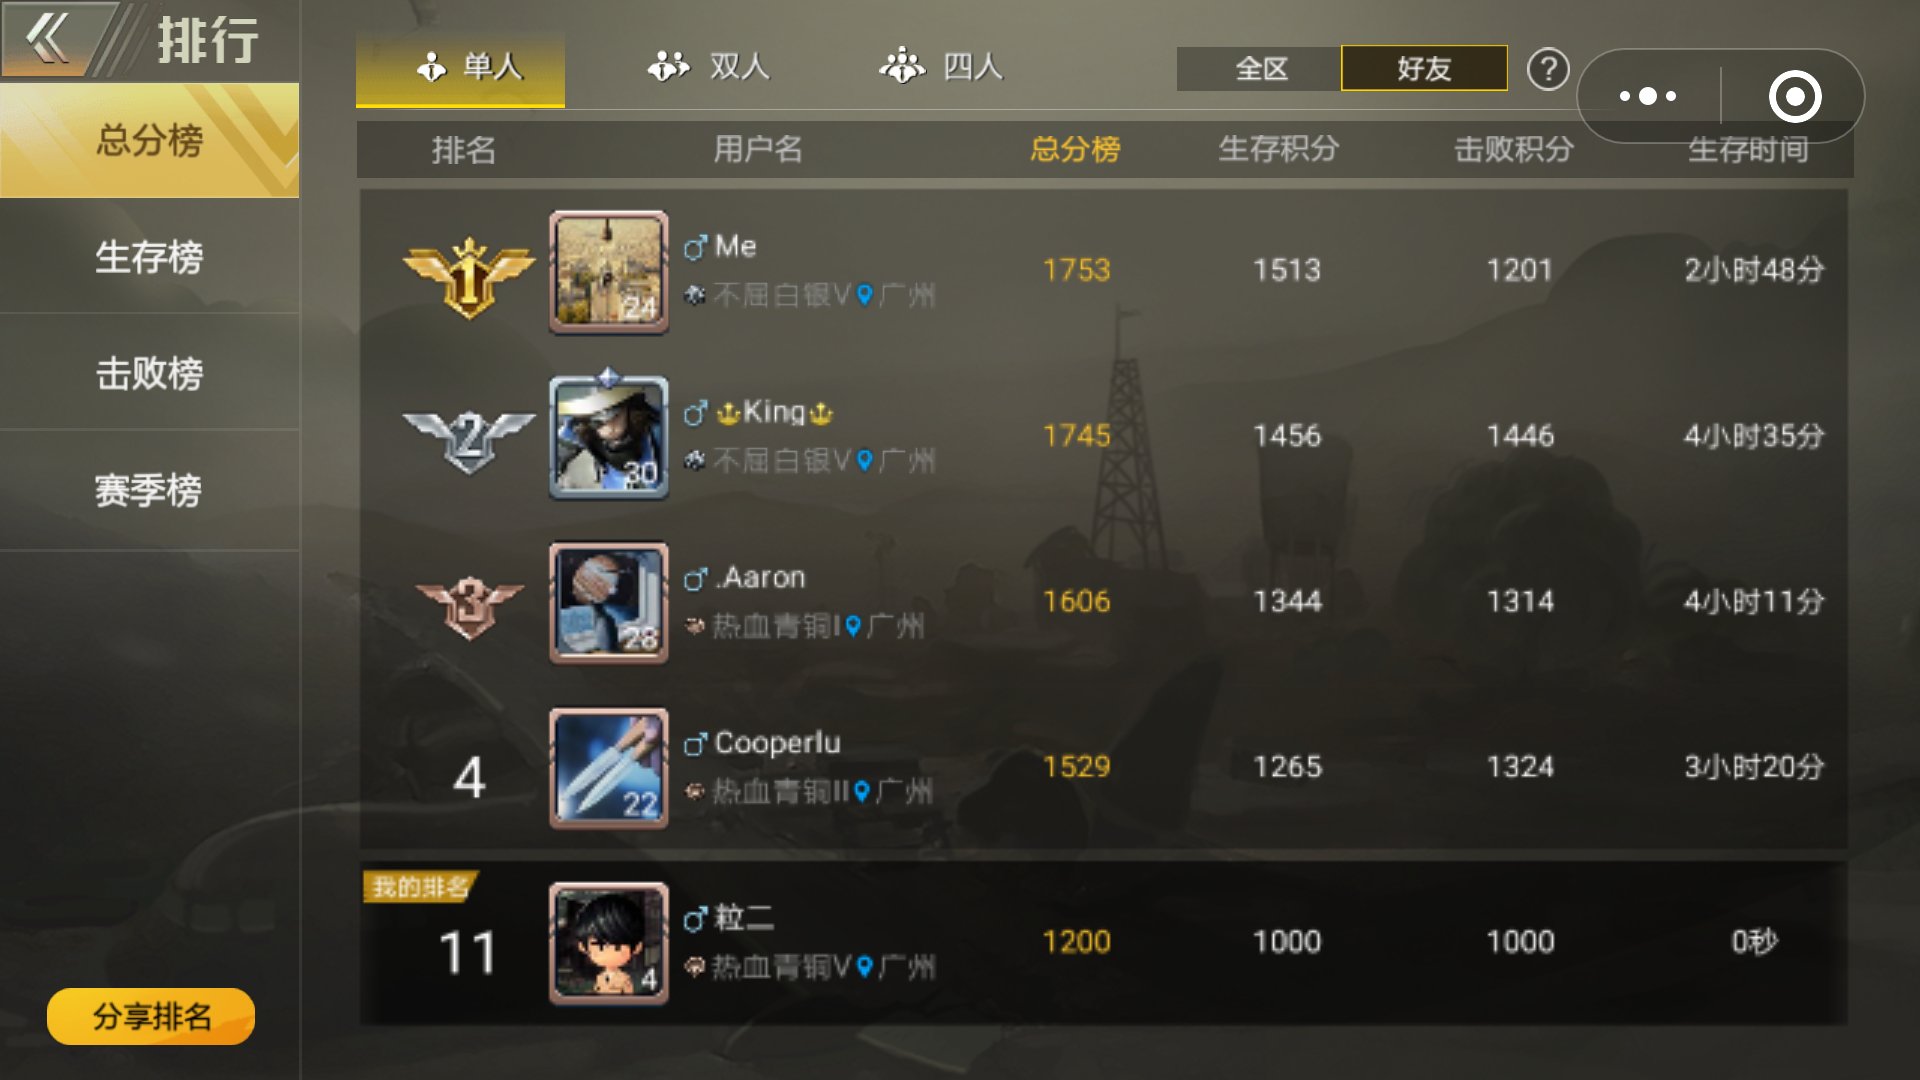 排行
单人 双人 四人 全区 好友 ?
总分榜
生存榜
击败榜
赛季榜
分享排名
排名 用户名 总分榜 生存积分 击败积分 生存时间
1 24 Me 1753 1513 1201 2小时48分
不屈白银V 广州
2 30 King 1745 1456 1446 4小时35分
不屈白银V 广州
3 28 .Aaron 1606 1344 1314 4小时11分
热血青铜I 广州
4 22 Cooperlu 1529 1265 1324 3小时20分
热血青铜II 广州
我的排名
11 4 粒二 1200 1000 1000 0秒
热血青铜V 广州